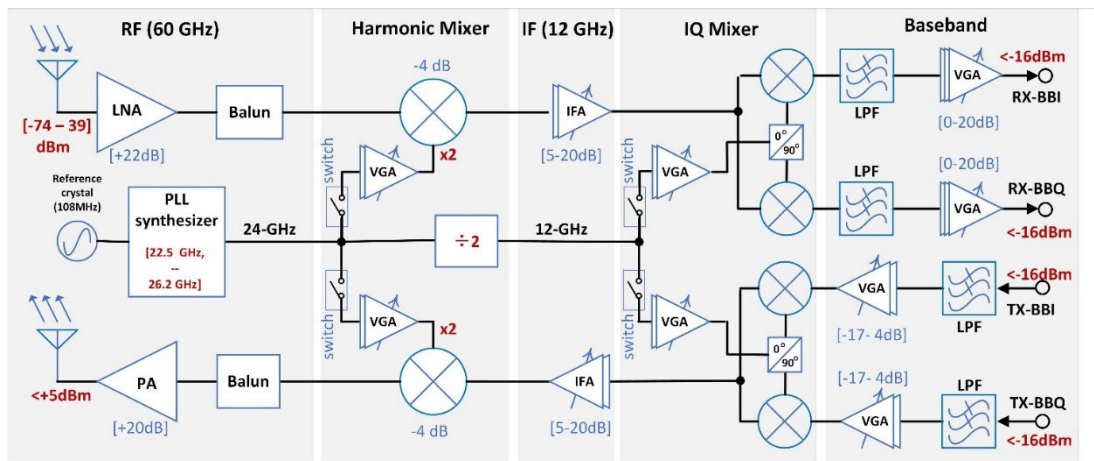 RF (60 GHz)
Harmonic Mixer
IF (12 GHz)
IQ Mixer
Baseband
-4 dB
<-16dBm
LNA
Balun
IFA
VGA
RX-BBI
LPF
[-74 – 39]
dBm
[+22dB]
x2
[5-20dB]
0°
90°
[0-20dB]
switch
VGA
switch
VGA
[0-20dB]
Reference
crystal
(108MHz)
PLL
synthesizer
[22.5 GHz,
--
26.2 GHz]
24-GHz
÷2
12-GHz
LPF
VGA
RX-BBQ
<-16dBm
switch
VGA
x2
switch
VGA
VGA
[-17- 4dB]
LPF
<-16dBm
TX-BBI
0°
90°
[-17- 4dB]
<+5dBm
PA
Balun
IFA
[+20dB]
-4 dB
[5-20dB]
VGA
LPF
TX-BBQ
<-16dBm